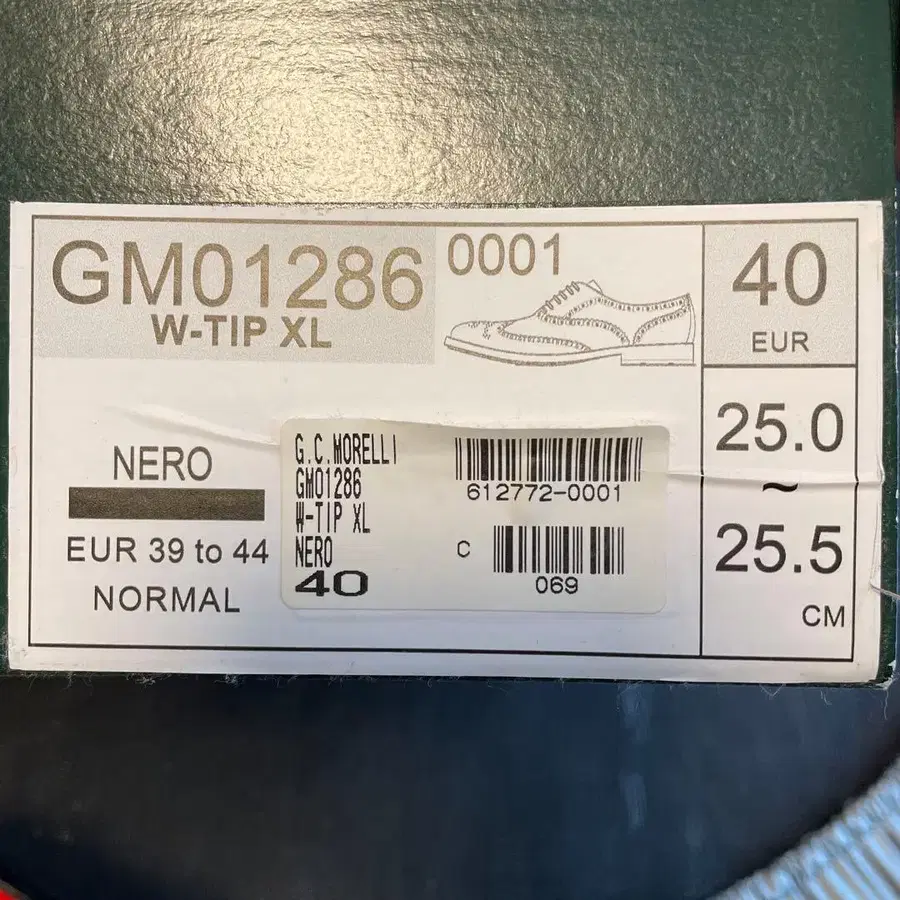 GM01286
W-TIP XL
0001
40
EUR
25.0
~
25.5
CM
NERO
EUR 39 to 44
NORMAL
G.C.MORELLI
GM01286
W-TIP XL
NERO
40
612772-0001
C
069